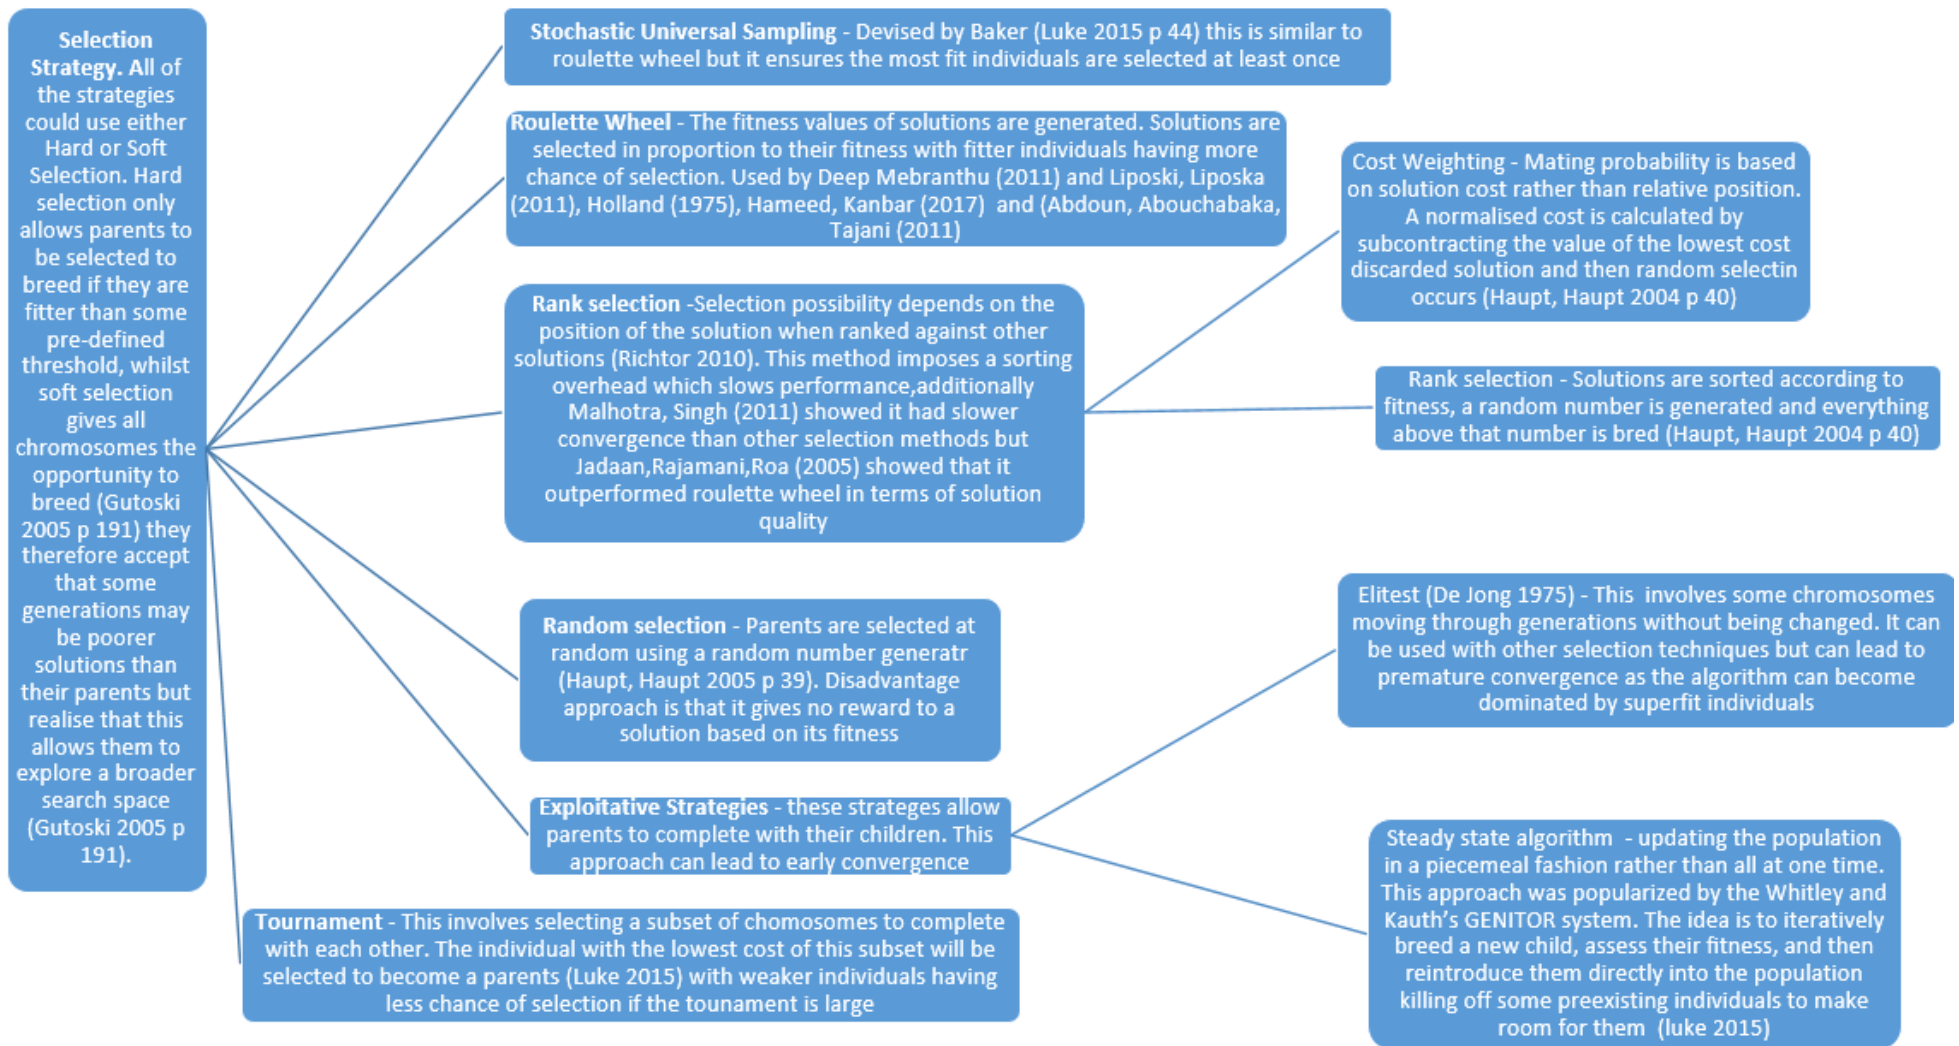 Selection
Strategy. All of
the strategies
could use either
Hard or Soft
Selection. Hard
selection only
allows parents to
be selected to
breed if they are
fitter than some
pre-defined
threshold, whilst
soft selection
gives all
chromosomes the
opportunity to
breed (Gutoski
2005 p 191) they
therefore accept
that some
generations may
be poorer
solutions than
their parents but
realise that this
allows them to
explore a broader
search space
(Gutoski 2005 p
191).
Stochastic Universal Sampling - Devised by Baker (Luke 2015 p 44) this is similar to
roulette wheel but it ensures the most fit individuals are selected at least once
Roulette Wheel - The fitness values of solutions are generated. Solutions are
selected in proportion to their fitness with fitter individuals having more
chance of selection. Used by Deep Mebranthu (2011) and Liposki, Liposka
(2011), Holland (1975), Hameed, Kanbar (2017) and (Abdoun, Abouchabaka,
Tajani (2011)
Rank selection -Selection possibility depends on the
position of the solution when ranked against other
solutions (Richtor 2010). This method imposes a sorting
overhead which slows performance,additionally
Malhotra, Singh (2011) showed it had slower
convergence than other selection methods but
Jadaan,Rajamani,Roa (2005) showed that it
outperformed roulette wheel in terms of solution
quality
Cost Weighting - Mating probability is based
on solution cost rather than relative position.
A normalised cost is calculated by
subcontracting the value of the lowest cost
discarded solution and then random selectin
occurs (Haupt, Haupt 2004 p 40)
Rank selection - Solutions are sorted according to
fitness, a random number is generated and everything
above that number is bred (Haupt, Haupt 2004 p 40)
Random selection - Parents are selected at
random using a random number generatr
(Haupt, Haupt 2005 p 39). Disadvantage
approach is that it gives no reward to a
solution based on its fitness
Exploitative Strategies - these strateges allow
parents to complete with their children. This
approach can lead to early convergence
Elitest (De Jong 1975) - This involves some chromosomes
moving through generations without being changed. It can
be used with other selection techniques but can lead to
premature convergence as the algorithm can become
dominated by superfit individuals
Steady state algorithm - updating the population
in a piecemeal fashion rather than all at one time.
This approach was popularized by the Whitley and
Kauth’s GENITOR system. The idea is to iteratively
breed a new child, assess their fitness, and then
reintroduce them directly into the population
killing off some preexisting individuals to make
room for them (luke 2015)
Tournament - This involves selecting a subset of chomosomes to complete
with each other. The individual with the lowest cost of this subset will be
selected to become a parents (Luke 2015) with weaker individuals having
less chance of selection if the tounament is large